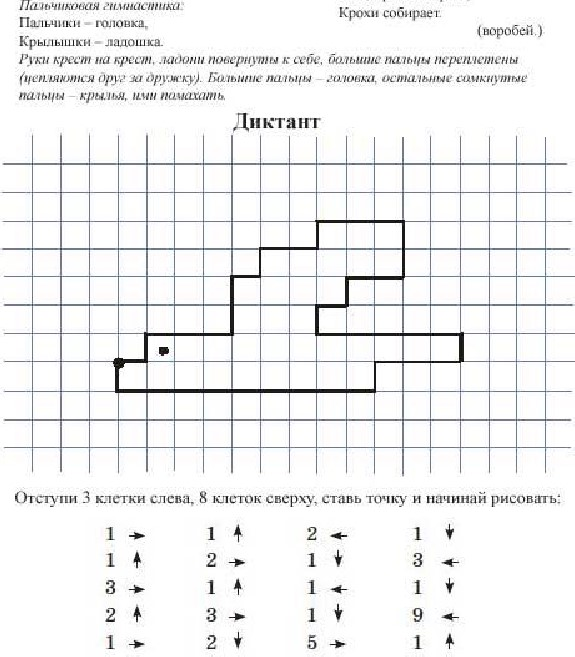 Пальчиковая гимнастика:
Пальчики – головка,
Крылышки – ладошка.
Крохи собирает.
(воробей.)
Руки крест на крест, ладони повернуты к себе, большие пальцы переплетены
(цепляются друг за дружку). Большие пальцы – головка, остальные сомкнутые
пальцы – крылья, ими помахать.
Диктант
Отступи 3 клетки слева, 8 клеток сверху, ставь точку и начинай рисовать:
1 → 1 ↑ 2 ← 1 ↓
1 ↑ 2 → 1 ↓ 3 ←
3 → 1 ↑ 1 ← 1 ↓
2 ↑ 3 → 1 ↓ 9 ←
1 → 2 ↓ 5 → 1 ↑